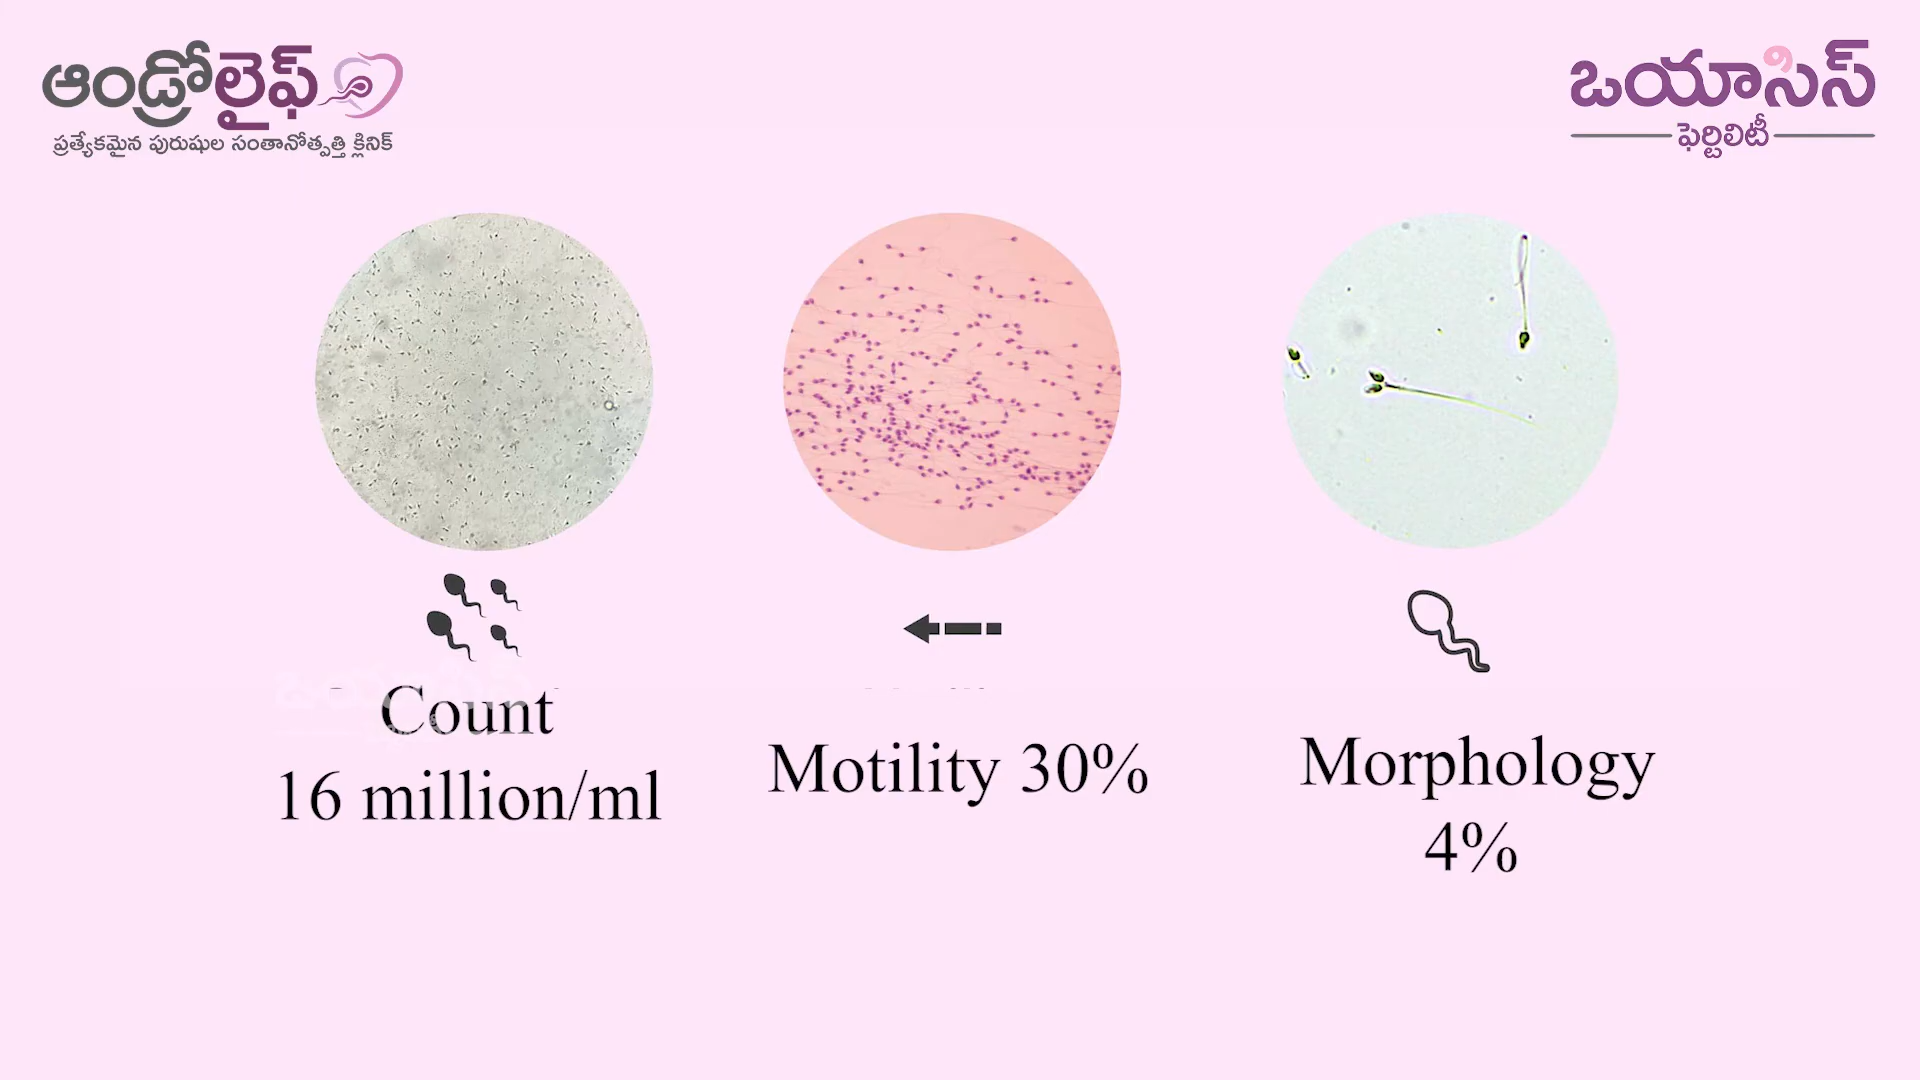 ఆండ్రోలైఫ్
ప్రత్యేకమైన పురుషుల సంతానోత్పత్తి క్లినిక్
ఒయాసిస్
ఫెర్టిలిటీ
Count
16 million/ml
Motility 30%
Morphology
4%